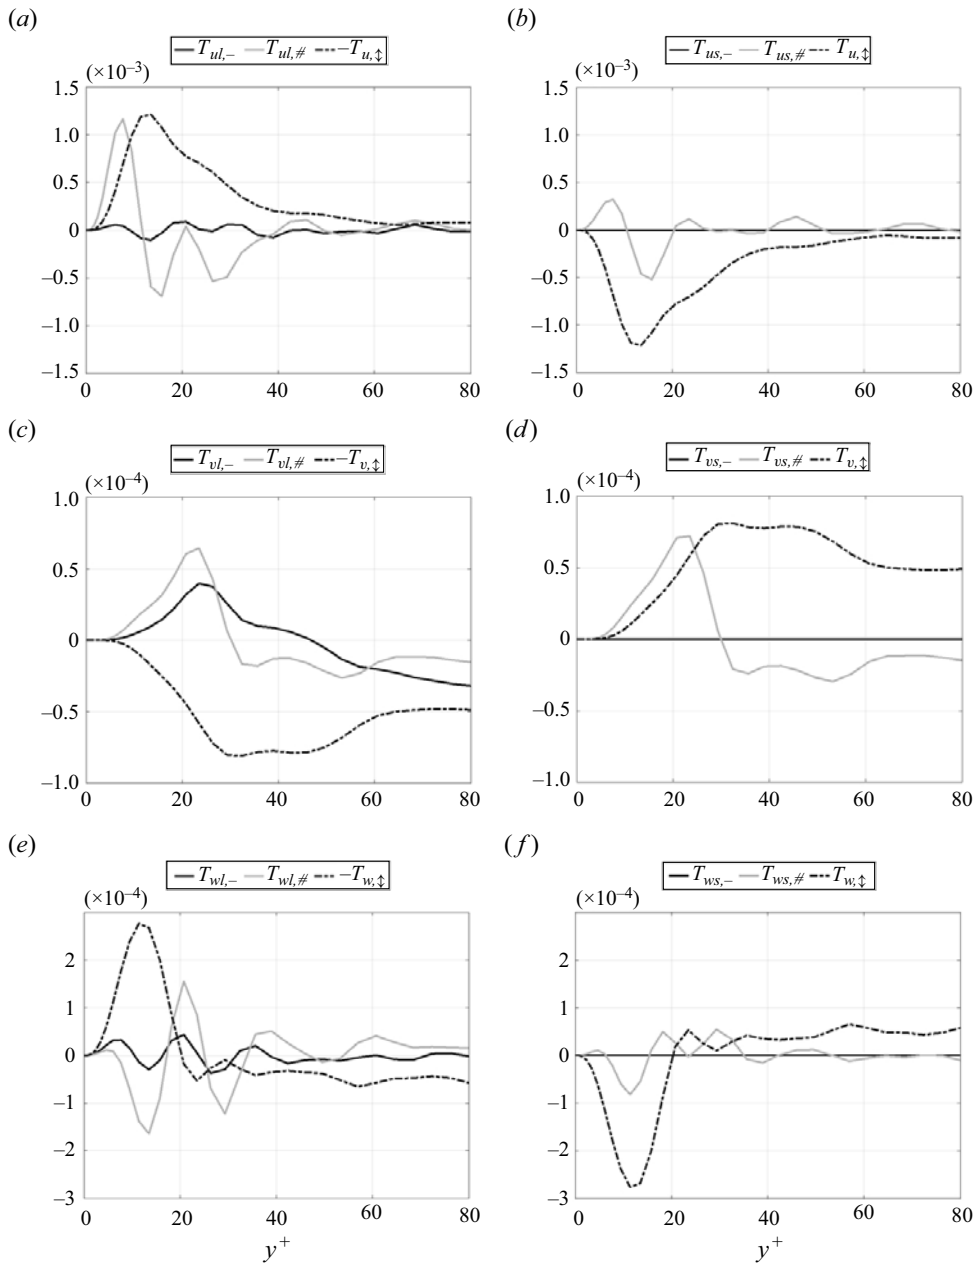 (a)
T_{ul,–} T_{ul,#} –T_{u,↕}
(×10⁻³)
1.5
1.0
0.5
0
–0.5
–1.0
–1.5
0 20 40 60 80
(b)
T_{us,–} T_{us,#} T_{u,↕}
(×10⁻³)
1.5
1.0
0.5
0
–0.5
–1.0
–1.5
0 20 40 60 80
(c)
T_{vl,–} T_{vl,#} –T_{v,↕}
(×10⁻⁴)
1.0
0.5
0
–0.5
–1.0
0 20 40 60 80
(d)
T_{vs,–} T_{vs,#} T_{v,↕}
(×10⁻⁴)
1.0
0.5
0
–0.5
–1.0
0 20 40 60 80
(e)
T_{wl,–} T_{wl,#} –T_{w,↕}
(×10⁻⁴)
2
1
0
–1
–2
–3
0 20 40 60 80
y⁺
(f)
T_{ws,–} T_{ws,#} T_{w,↕}
(×10⁻⁴)
2
1
0
–1
–2
–3
0 20 40 60 80
y⁺